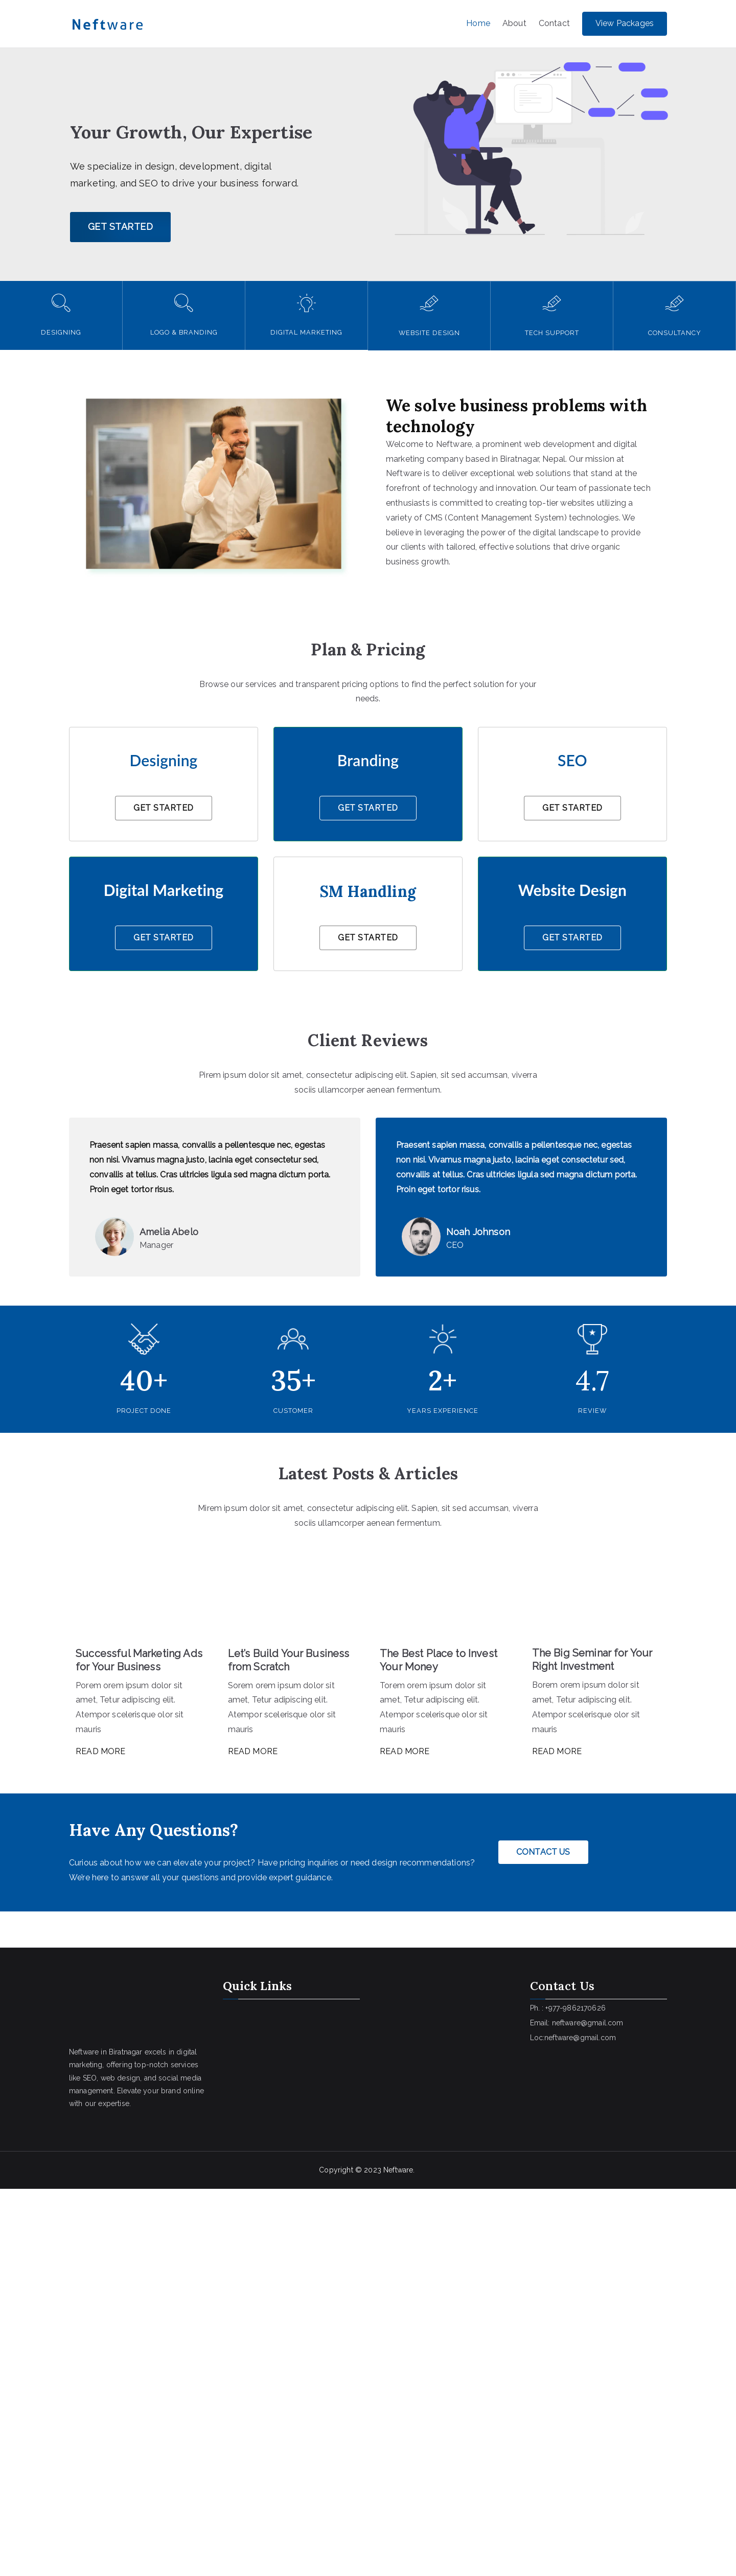 Neftware
Home
About
Contact
View Packages
Your Growth, Our Expertise
We specialize in design, development, digital
marketing, and SEO to drive your business forward.
GET STARTED
DESIGNING
LOGO & BRANDING
DIGITAL MARKETING
WEBSITE DESIGN
TECH SUPPORT
CONSULTANCY
We solve business problems with
technology
Welcome to Neftware, a prominent web development and digital
marketing company based in Biratnagar, Nepal. Our mission at
Neftware is to deliver exceptional web solutions that stand at the
forefront of technology and innovation. Our team of passionate tech
enthusiasts is committed to creating top-tier websites utilizing a
variety of CMS (Content Management System) technologies. We
believe in leveraging the power of the digital landscape to provide
our clients with tailored, effective solutions that drive organic
business growth.
Plan & Pricing
Browse our services and transparent pricing options to find the perfect solution for your
needs.
Designing
GET STARTED
Branding
GET STARTED
SEO
GET STARTED
Digital Marketing
GET STARTED
SM Handling
GET STARTED
Website Design
GET STARTED
Client Reviews
Pirem ipsum dolor sit amet, consectetur adipiscing elit. Sapien, sit sed accumsan, viverra
sociis ullamcorper aenean fermentum.
Praesent sapien massa, convallis a pellentesque nec, egestas
non nisi. Vivamus magna justo, lacinia eget consectetur sed,
convallis at tellus. Cras ultricies ligula sed magna dictum porta.
Proin eget tortor risus.
Amelia Abelo
Manager
Praesent sapien massa, convallis a pellentesque nec, egestas
non nisi. Vivamus magna justo, lacinia eget consectetur sed,
convallis at tellus. Cras ultricies ligula sed magna dictum porta.
Proin eget tortor risus.
Noah Johnson
CEO
40+
PROJECT DONE
35+
CUSTOMER
2+
YEARS EXPERIENCE
4.7
REVIEW
Latest Posts & Articles
Mirem ipsum dolor sit amet, consectetur adipiscing elit. Sapien, sit sed accumsan, viverra
sociis ullamcorper aenean fermentum.
Successful Marketing Ads
for Your Business
Porem orem ipsum dolor sit
amet, Tetur adipiscing elit.
Atempor scelerisque olor sit
mauris
READ MORE
Let's Build Your Business
from Scratch
Sorem orem ipsum dolor sit
amet, Tetur adipiscing elit.
Atempor scelerisque olor sit
mauris
READ MORE
The Best Place to Invest
Your Money
Torem orem ipsum dolor sit
amet, Tetur adipiscing elit.
Atempor scelerisque olor sit
mauris
READ MORE
The Big Seminar for Your
Right Investment
Borem orem ipsum dolor sit
amet, Tetur adipiscing elit.
Atempor scelerisque olor sit
mauris
READ MORE
Have Any Questions?
Curious about how we can elevate your project? Have pricing inquiries or need design recommendations?
We're here to answer all your questions and provide expert guidance.
CONTACT US
Neftware in Biratnagar excels in digital
marketing, offering top-notch services
like SEO, web design, and social media
management. Elevate your brand online
with our expertise.
Quick Links
Contact Us
Ph. : +977-9862170626
Email: neftware@gmail.com
Loc:neftware@gmail.com
Copyright © 2023 Neftware.